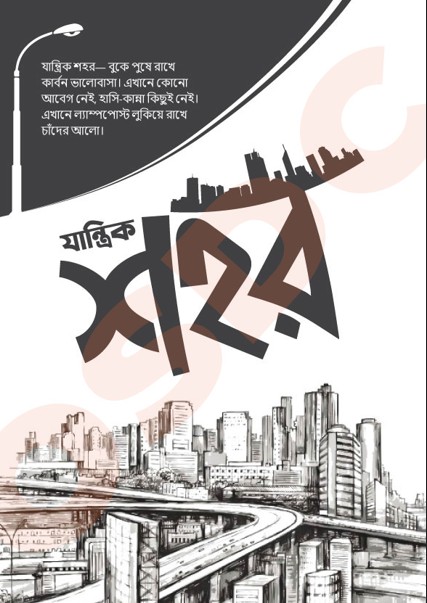 যান্ত্রিক শহর— বুকে পুষে রাখে
কার্বন ভালোবাসা। এখানে কোনো
আবেগ নেই, হাসি-কান্না কিছুই নেই।
এখানে ল্যাম্পপোস্ট লুকিয়ে রাখে
চাঁদের আলো।
যান্ত্রিক
শহর